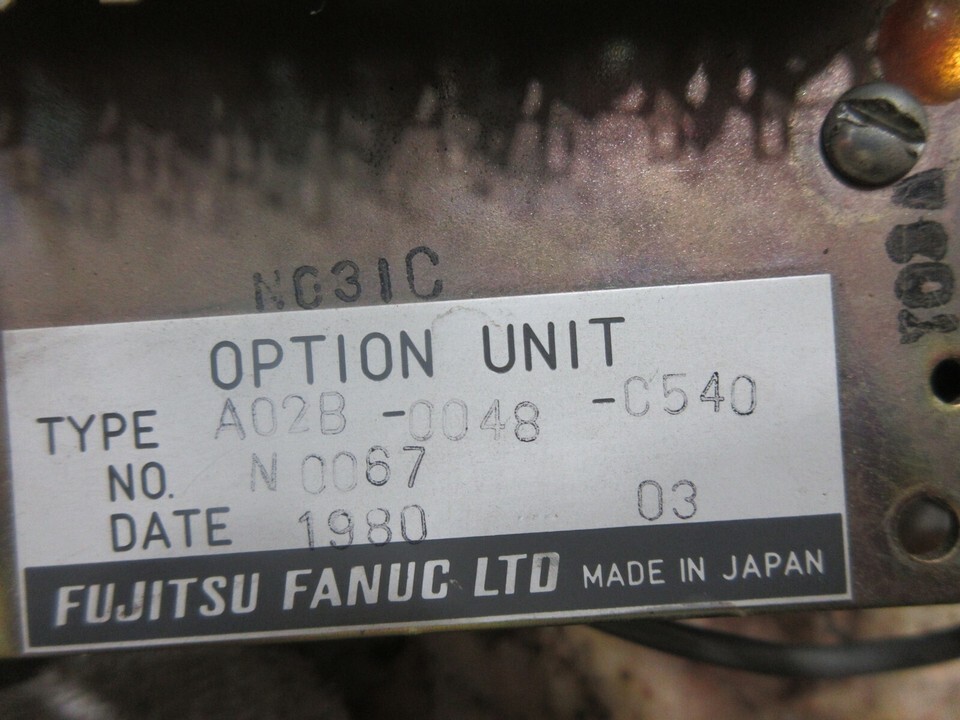 NC31C
OPTION UNIT
TYPE A02B -0048 -C540
NO. N 0067
DATE 1980 03
FUJITSU FANUC LTD MADE IN JAPAN